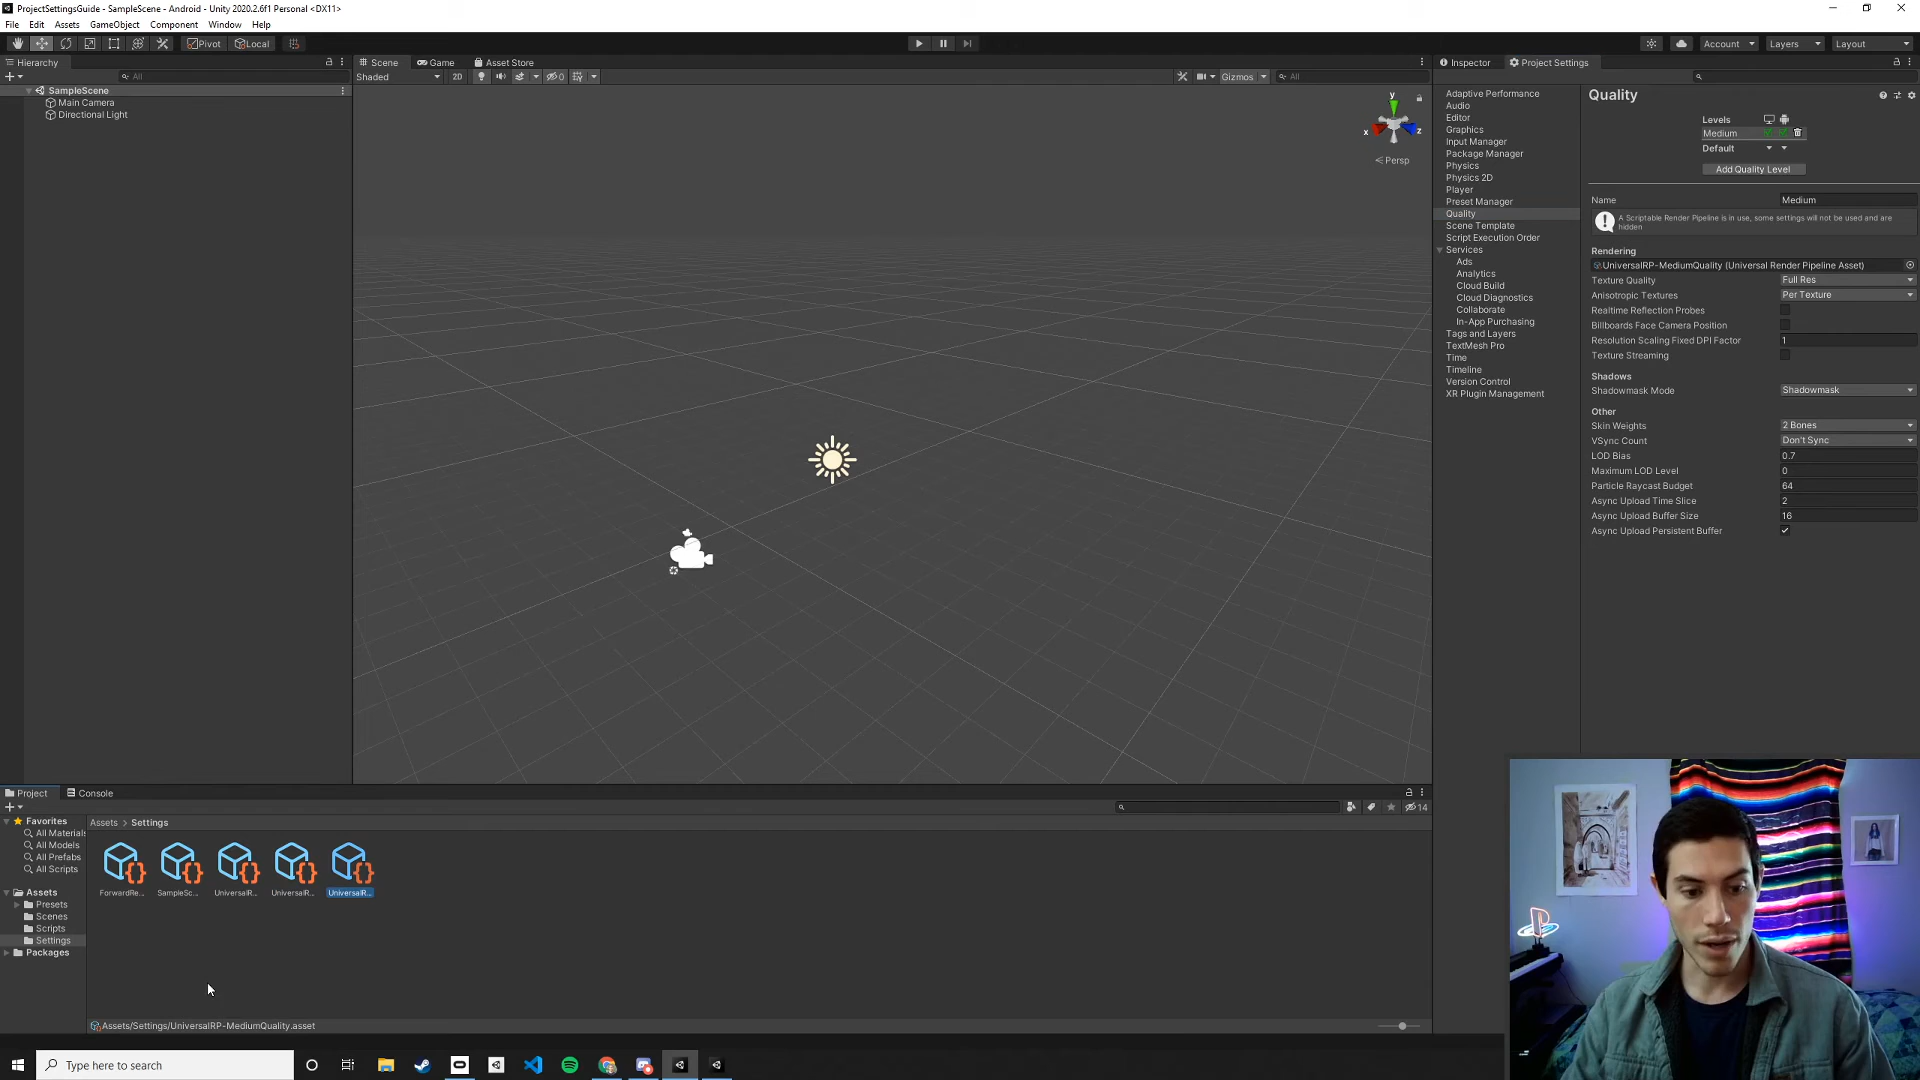 ProjectSettingsGuide - SampleScene - Android - Unity 2020.2.6f1 Personal <DX11>
File Edit Assets GameObject Component Window Help
Pivot Local Account Layers Layout
Hierarchy
All
SampleScene
Main Camera
Directional Light
Scene Game Asset Store
Shaded 2D 0 Gizmos All
y
x z
Persp
Inspector Project Settings
Adaptive Performance
Audio
Editor
Graphics
Input Manager
Package Manager
Physics
Physics 2D
Player
Preset Manager
Quality
Scene Template
Script Execution Order
Services
Ads
Analytics
Cloud Build
Cloud Diagnostics
Collaborate
In-App Purchasing
Tags and Layers
TextMesh Pro
Time
Timeline
Version Control
XR Plugin Management
Quality
Levels
Medium
Default
Add Quality Level
Name Medium
A Scriptable Render Pipeline is in use, some settings will not be used and are
hidden
Rendering
UniversalRP-MediumQuality (Universal Render Pipeline Asset)
Texture Quality Full Res
Anisotropic Textures Per Texture
Realtime Reflection Probes
Billboards Face Camera Position
Resolution Scaling Fixed DPI Factor 1
Texture Streaming
Shadows
Shadowmask Mode Shadowmask
Other
Skin Weights 2 Bones
VSync Count Don't Sync
LOD Bias 0.7
Maximum LOD Level 0
Particle Raycast Budget 64
Async Upload Time Slice 2
Async Upload Buffer Size 16
Async Upload Persistent Buffer
Project Console
14
Favorites
All Materials
All Models
All Prefabs
All Scripts
Assets
Presets
Scenes
Scripts
Settings
Packages
Assets > Settings
ForwardRe... SampleSc... UniversalR... UniversalR... UniversalR...
Assets/Settings/UniversalRP-MediumQuality.asset
Type here to search